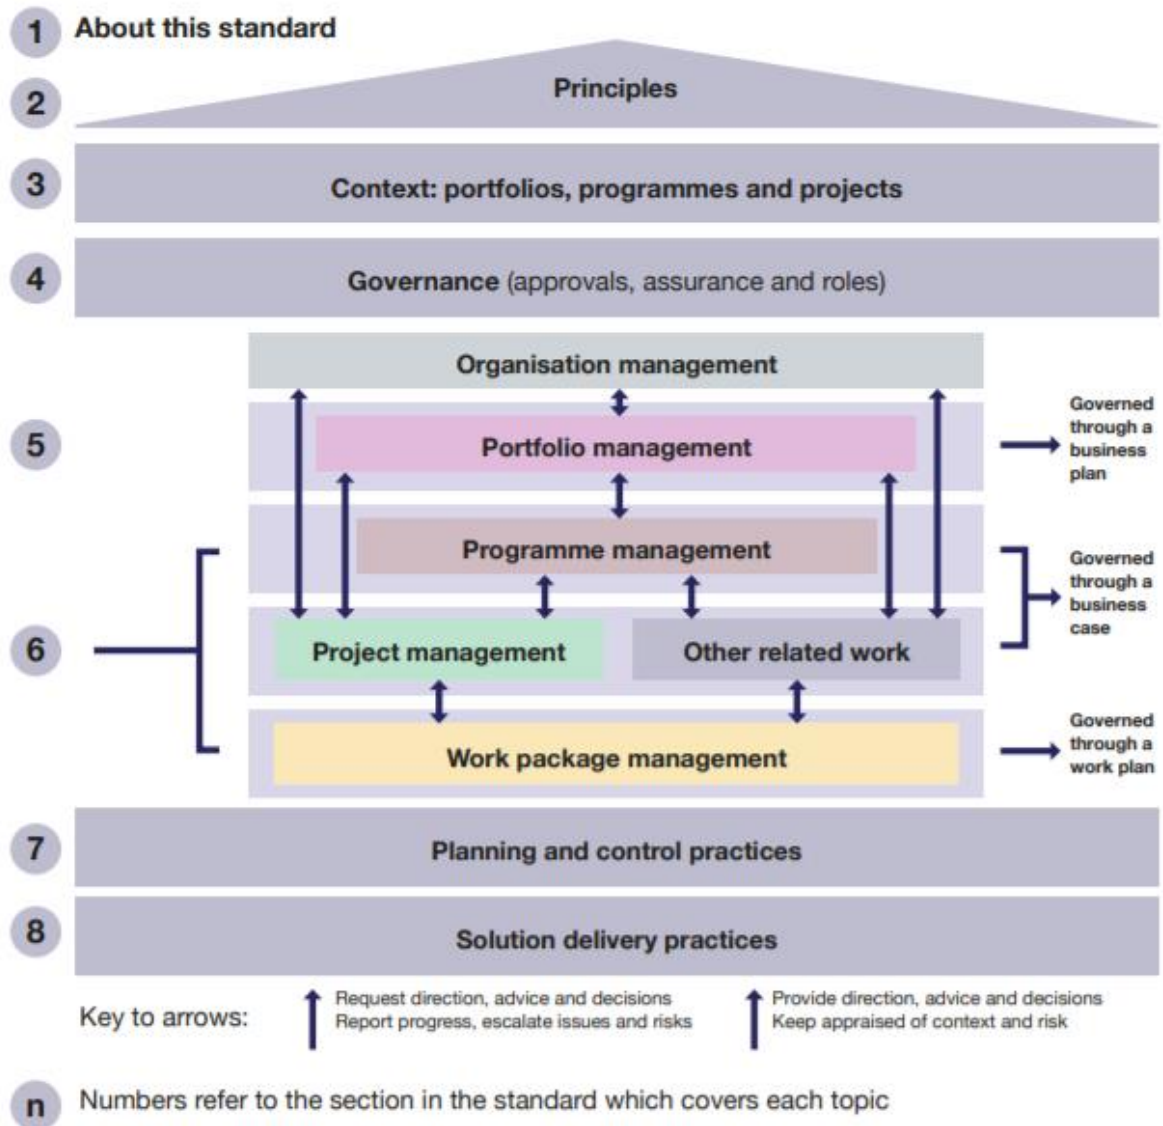 1 About this standard
2 Principles
3 Context: portfolios, programmes and projects
4 Governance (approvals, assurance and roles)
Organisation management
5 Portfolio management
Governed
through a
business
plan
Programme management
Governed
through a
business
case
6 Project management Other related work
Work package management
Governed
through a
work plan
7 Planning and control practices
8 Solution delivery practices
Key to arrows:
Request direction, advice and decisions
Report progress, escalate issues and risks
Provide direction, advice and decisions
Keep appraised of context and risk
n Numbers refer to the section in the standard which covers each topic